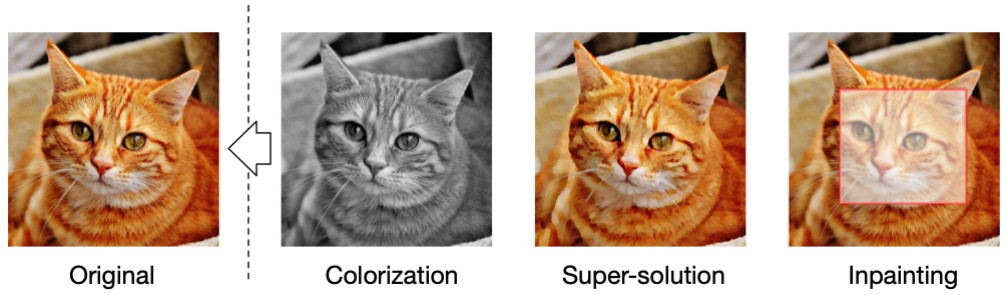 Original
Colorization
Super-solution
Inpainting